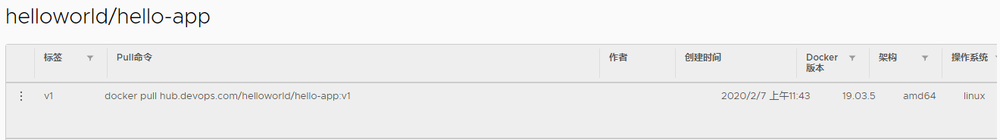 helloworld/hello-app
标签 Pull命令 作者 创建时间 Docker 版本 架构 操作系统
v1 docker pull hub.devops.com/helloworld/hello-app:v1 2020/2/7 上午11:43 19.03.5 amd64 linux